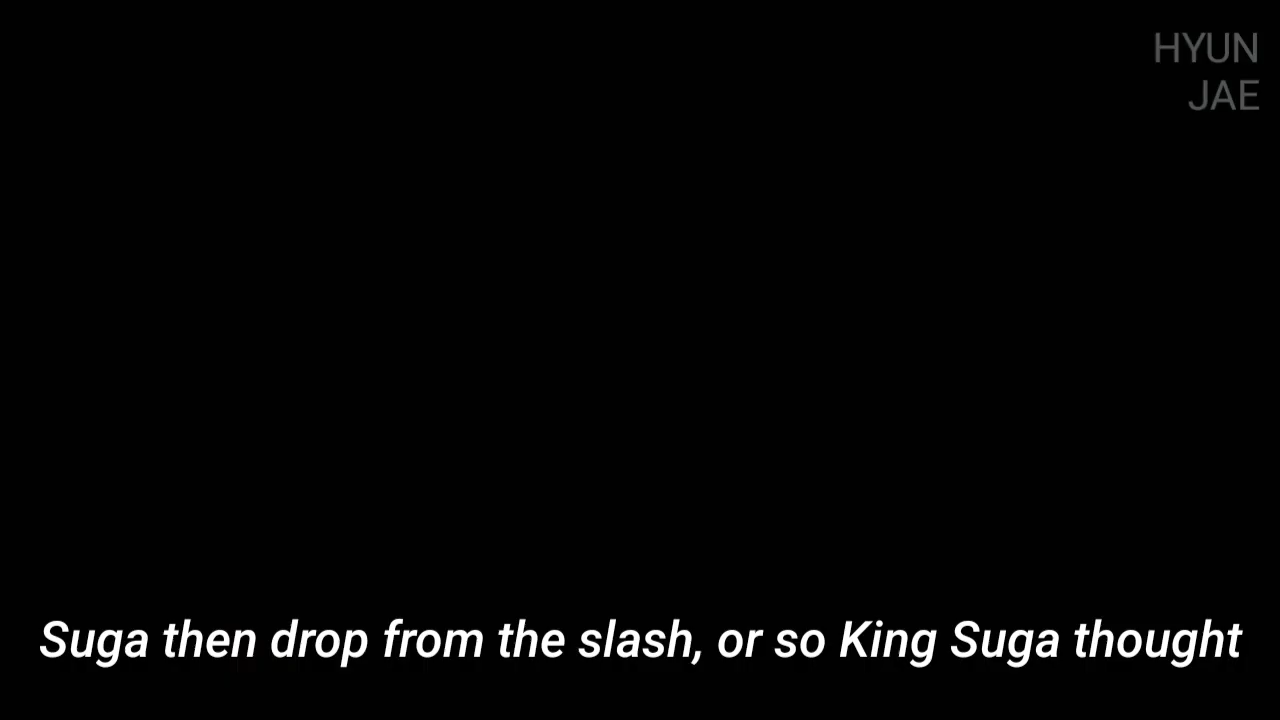 HYUN
JAE
Suga then drop from the slash, or so King Suga thought